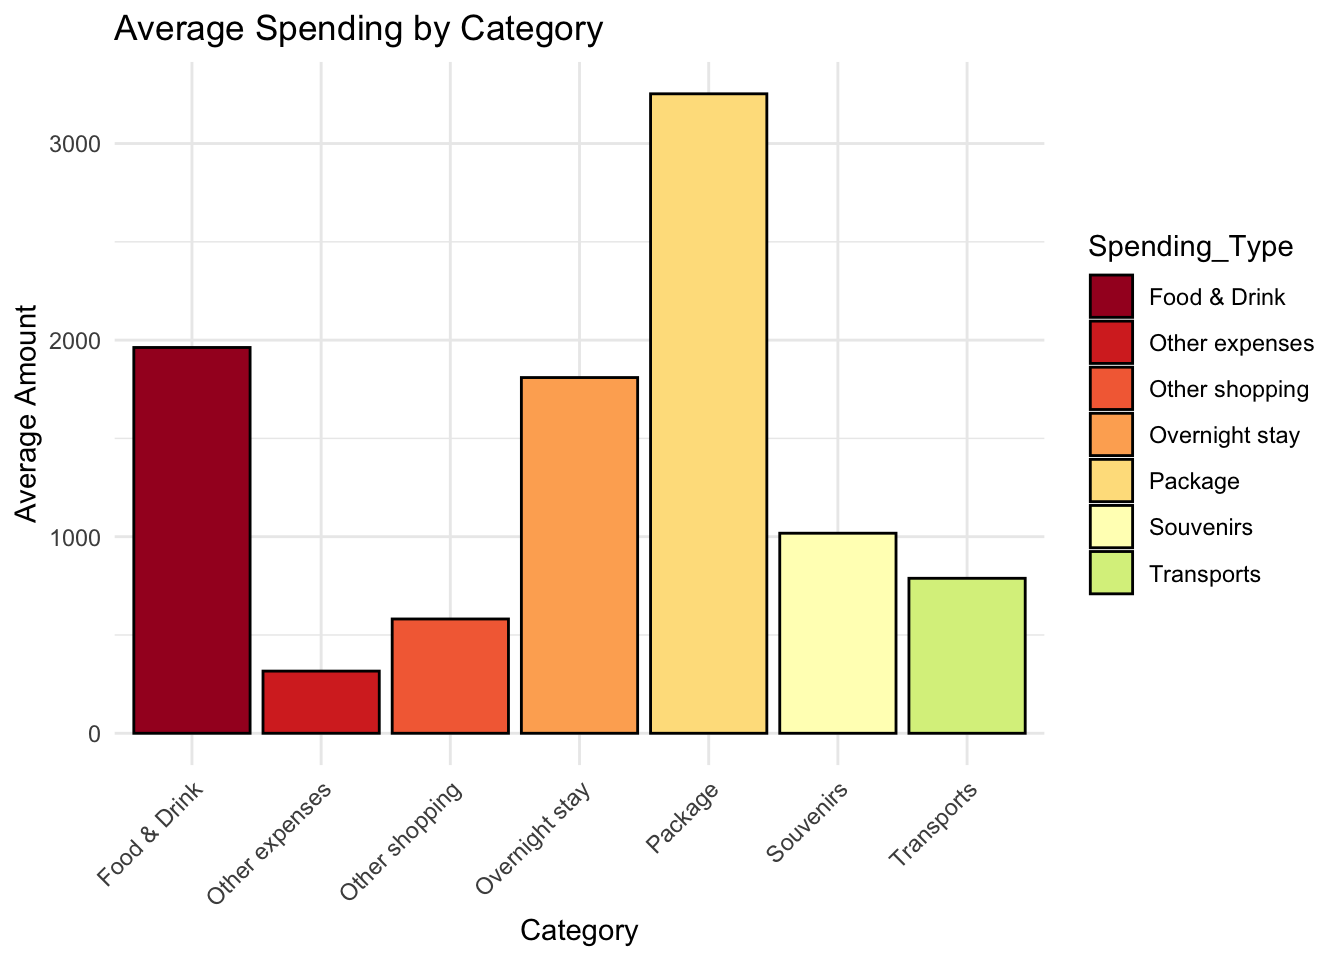 Average Spending by Category
Average Amount
3000
2000
1000
0
Food & Drink
Other expenses
Other shopping
Overnight stay
Package
Souvenirs
Transports
Category
Spending_Type
Food & Drink
Other expenses
Other shopping
Overnight stay
Package
Souvenirs
Transports